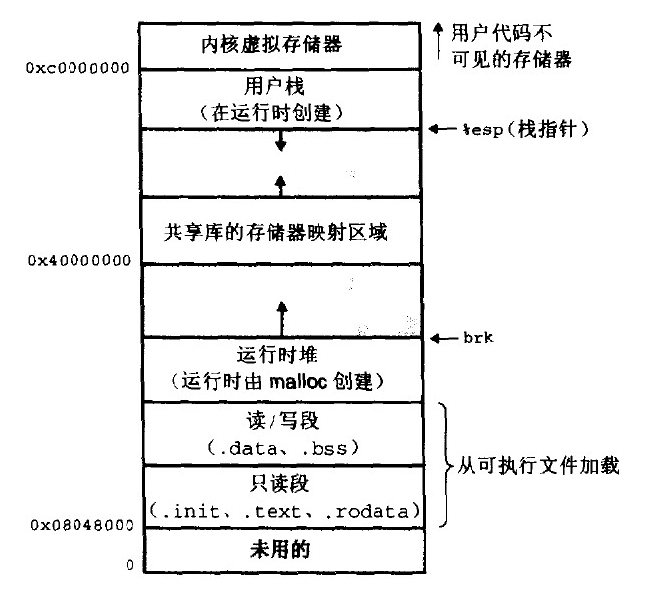 内核虚拟存储器
用户代码不
可见的存储器
0xc0000000
用户栈
(在运行时创建)
%esp(栈指针)
共享库的存储器映射区域
0x40000000
brk
运行时堆
(运行时由 malloc 创建)
读/写段
(.data、.bss)
从可执行文件加载
只读段
(.init、.text、.rodata)
0x08048000
未用的
0